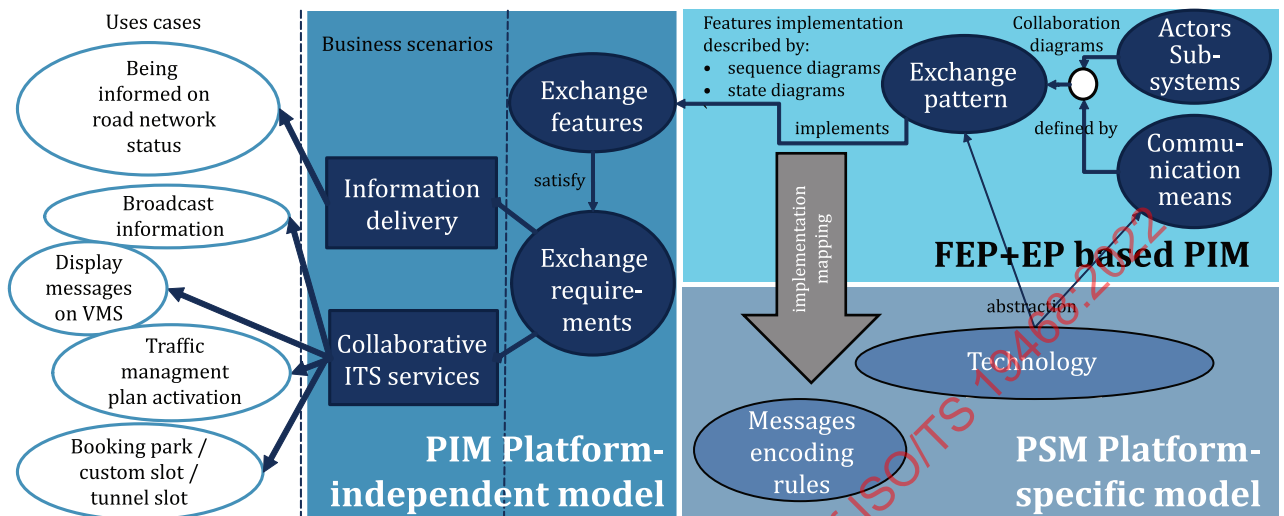 Uses cases
Being
informed on
road network
status
Broadcast
information
Display
messages
on VMS
Traffic
managment
plan activation
Booking park /
custom slot /
tunnel slot
Business scenarios
Information
delivery
Collaborative
ITS services
Exchange
features
satisfy
Exchange
require-
ments
PIM Platform-
independent model
Features implementation
described by:
• sequence diagrams
• state diagrams
implements
Exchange
pattern
Collaboration
diagrams
defined by
Actors
Sub-
systems
Commu-
nication
means
FEP+EP based PIM
implementation
mapping
abstraction
Technology
Messages
encoding
rules
PSM Platform-
specific model
ISO/TS 19468:2022